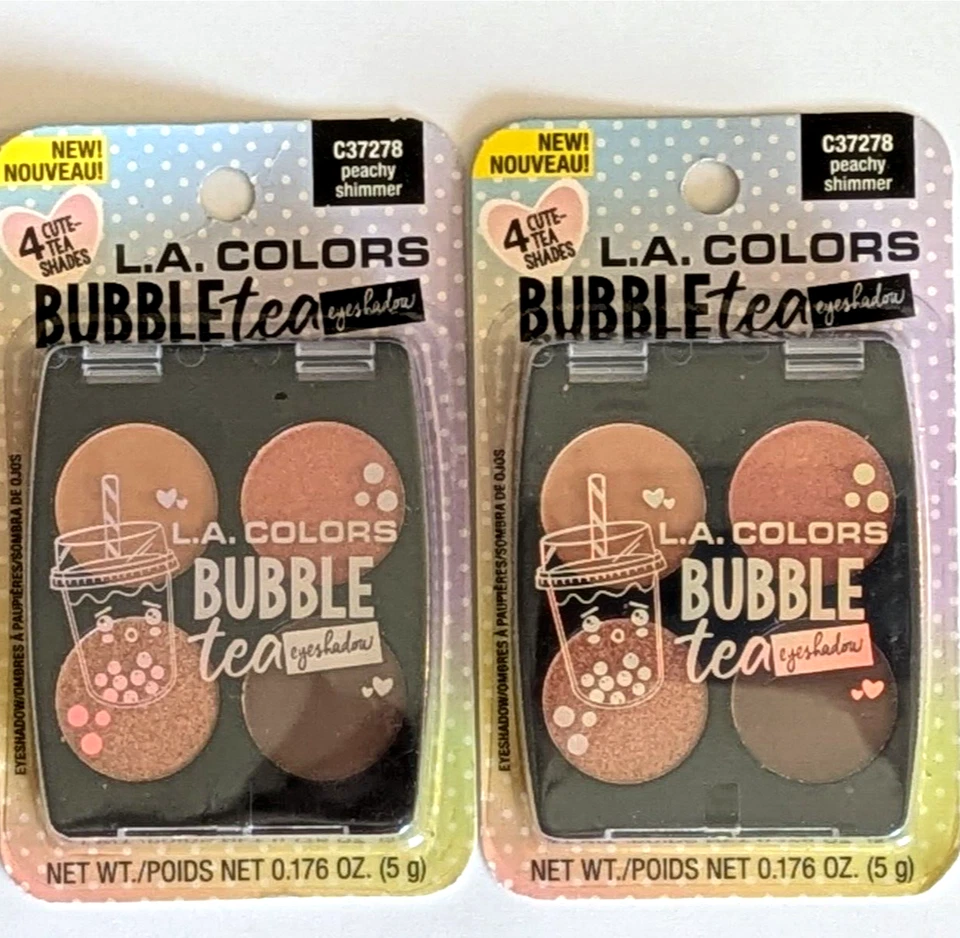 NEW!
NOUVEAU!
C37278
peachy
shimmer
4 CUTE-
TEA
SHADES
L.A. COLORS
BUBBLE tea eyeshadow
EYESHADOW/OMBRES À PAUPIÈRES/SOMBRA DE OJOS
L.A. COLORS
BUBBLE
tea eyeshadow
NET WT./POIDS NET 0.176 OZ. (5 g)
NEW!
NOUVEAU!
C37278
peachy
shimmer
4 CUTE-
TEA
SHADES
L.A. COLORS
BUBBLE tea eyeshadow
EYESHADOW/OMBRES À PAUPIÈRES/SOMBRA DE OJOS
L.A. COLORS
BUBBLE
tea eyeshadow
NET WT./POIDS NET 0.176 OZ. (5 g)